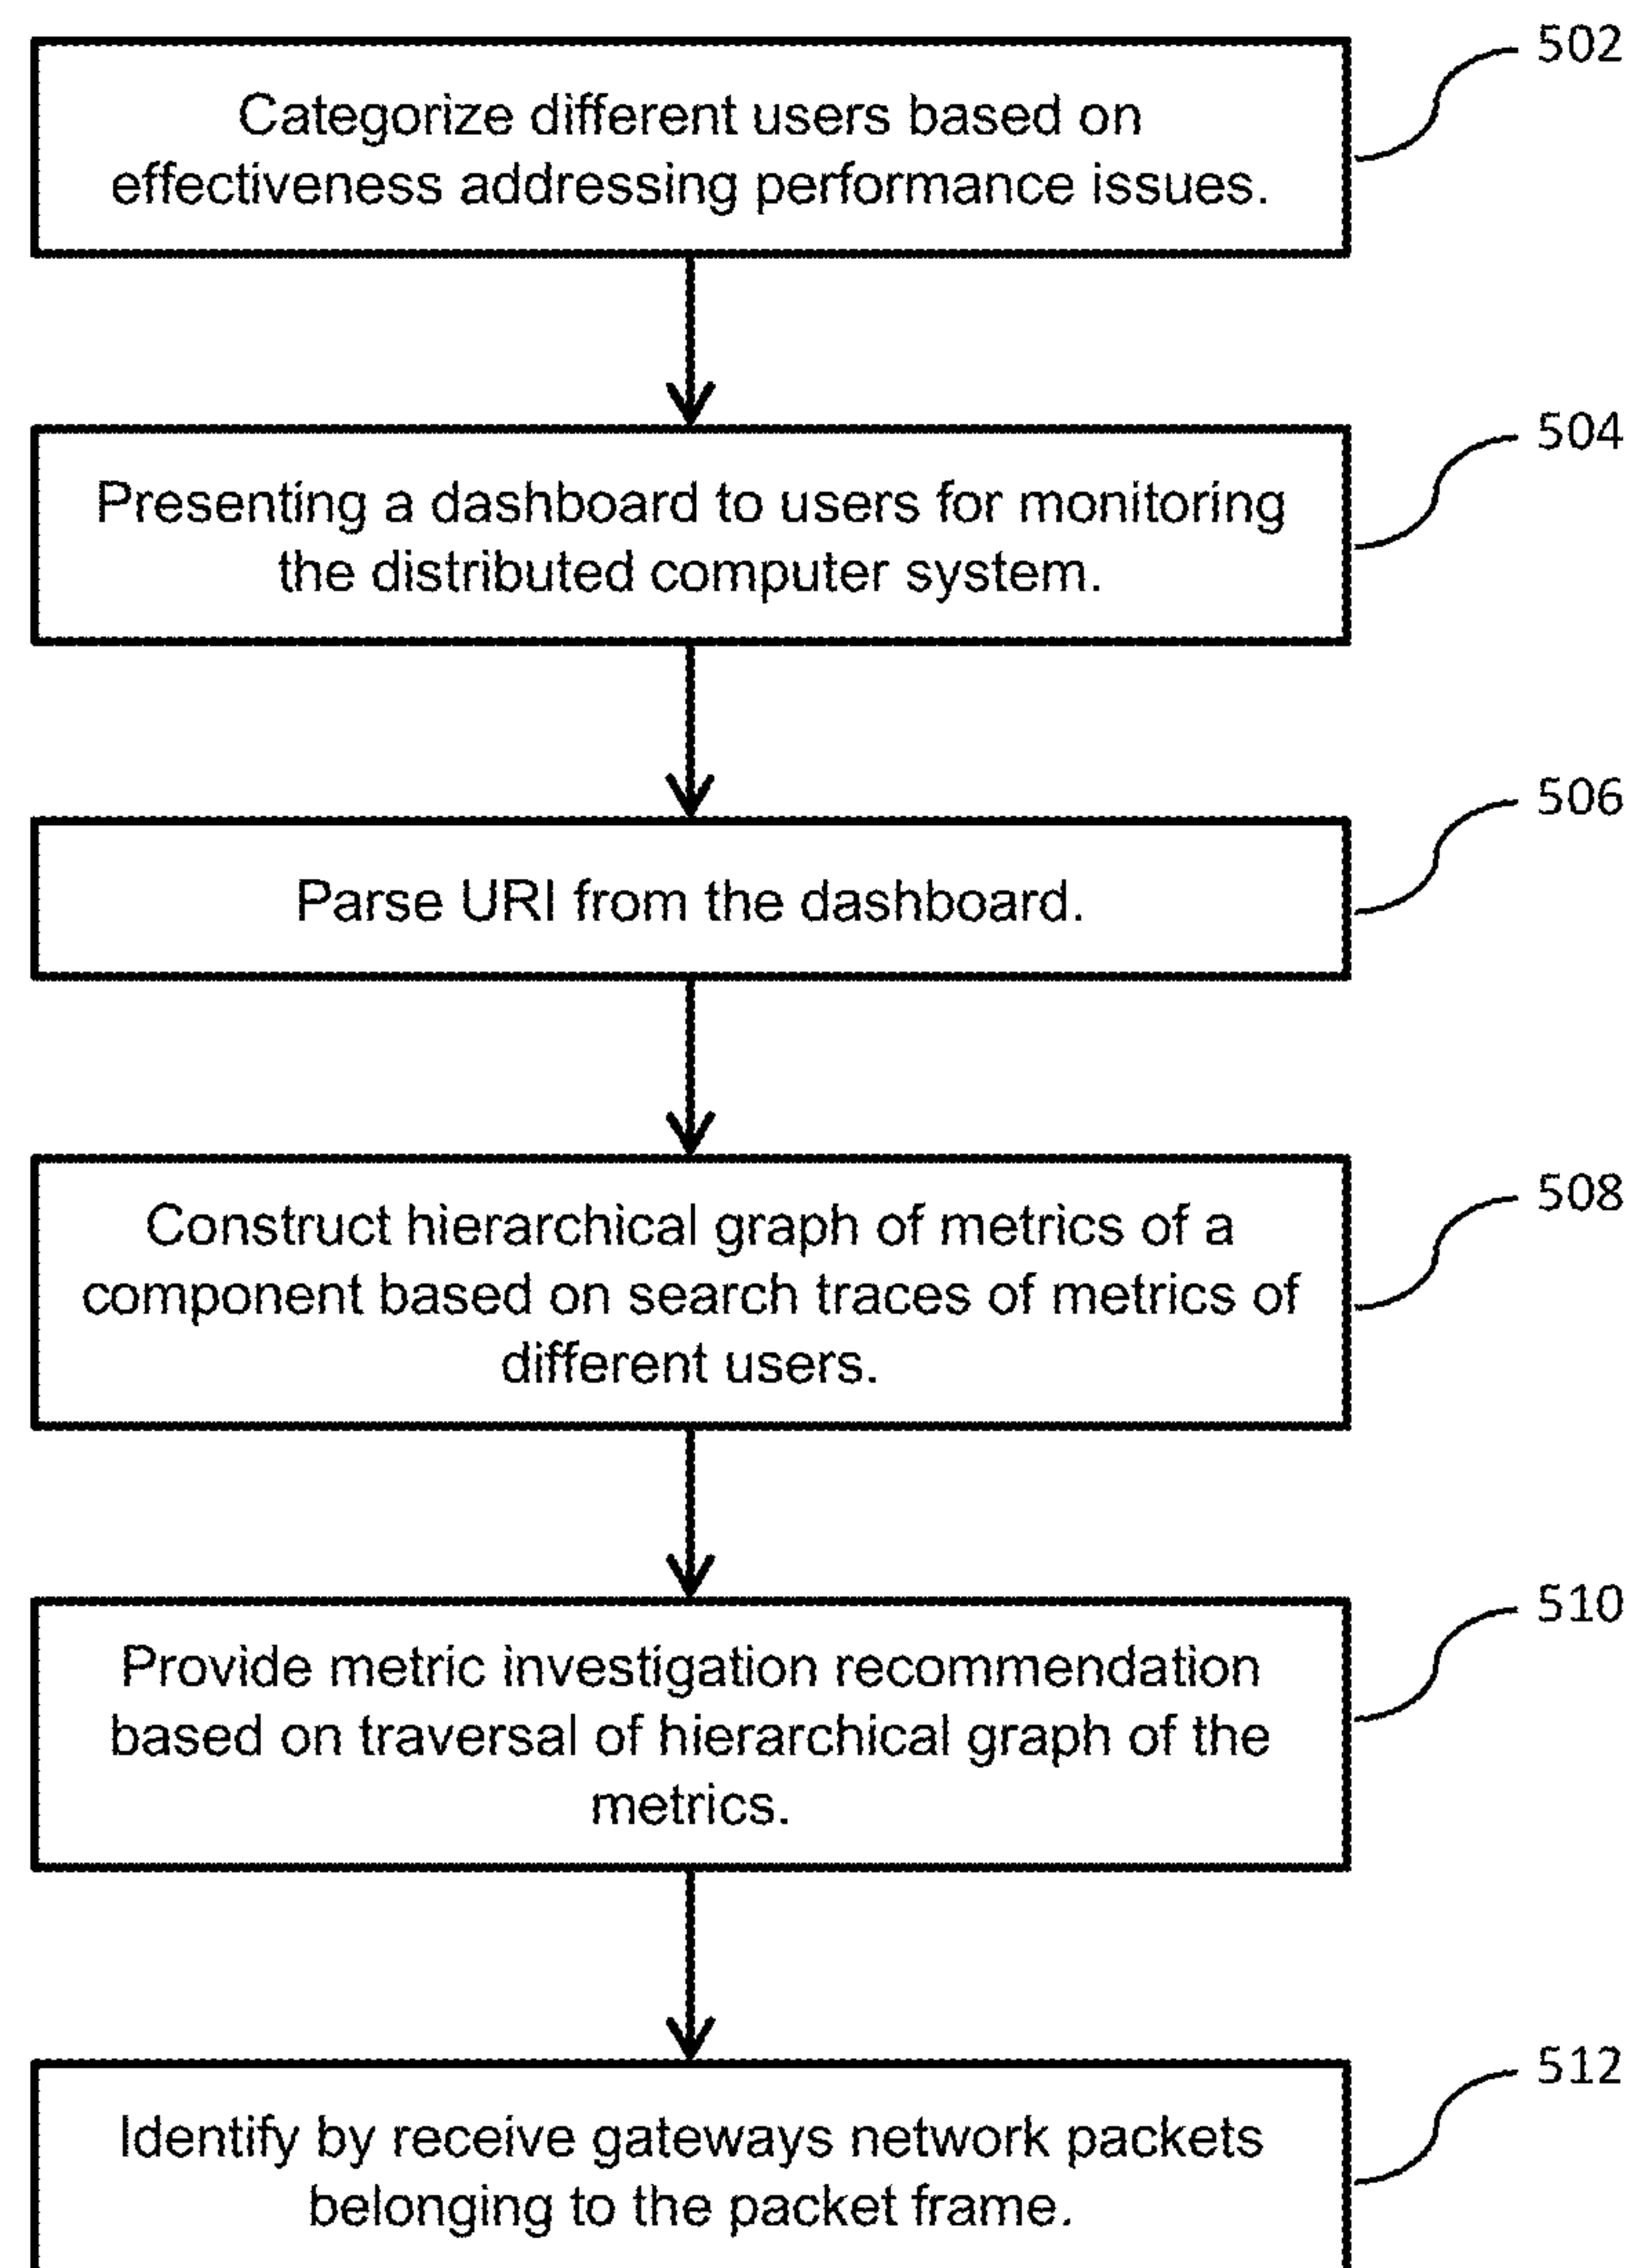 502
Categorize different users based on
effectiveness addressing performance issues.
504
Presenting a dashboard to users for monitoring
the distributed computer system.
506
Parse URI from the dashboard.
508
Construct hierarchical graph of metrics of a
component based on search traces of metrics of
different users.
510
Provide metric investigation recommendation
based on traversal of hierarchical graph of the
metrics.
512
Identify by receive gateways network packets
belonging to the packet frame.